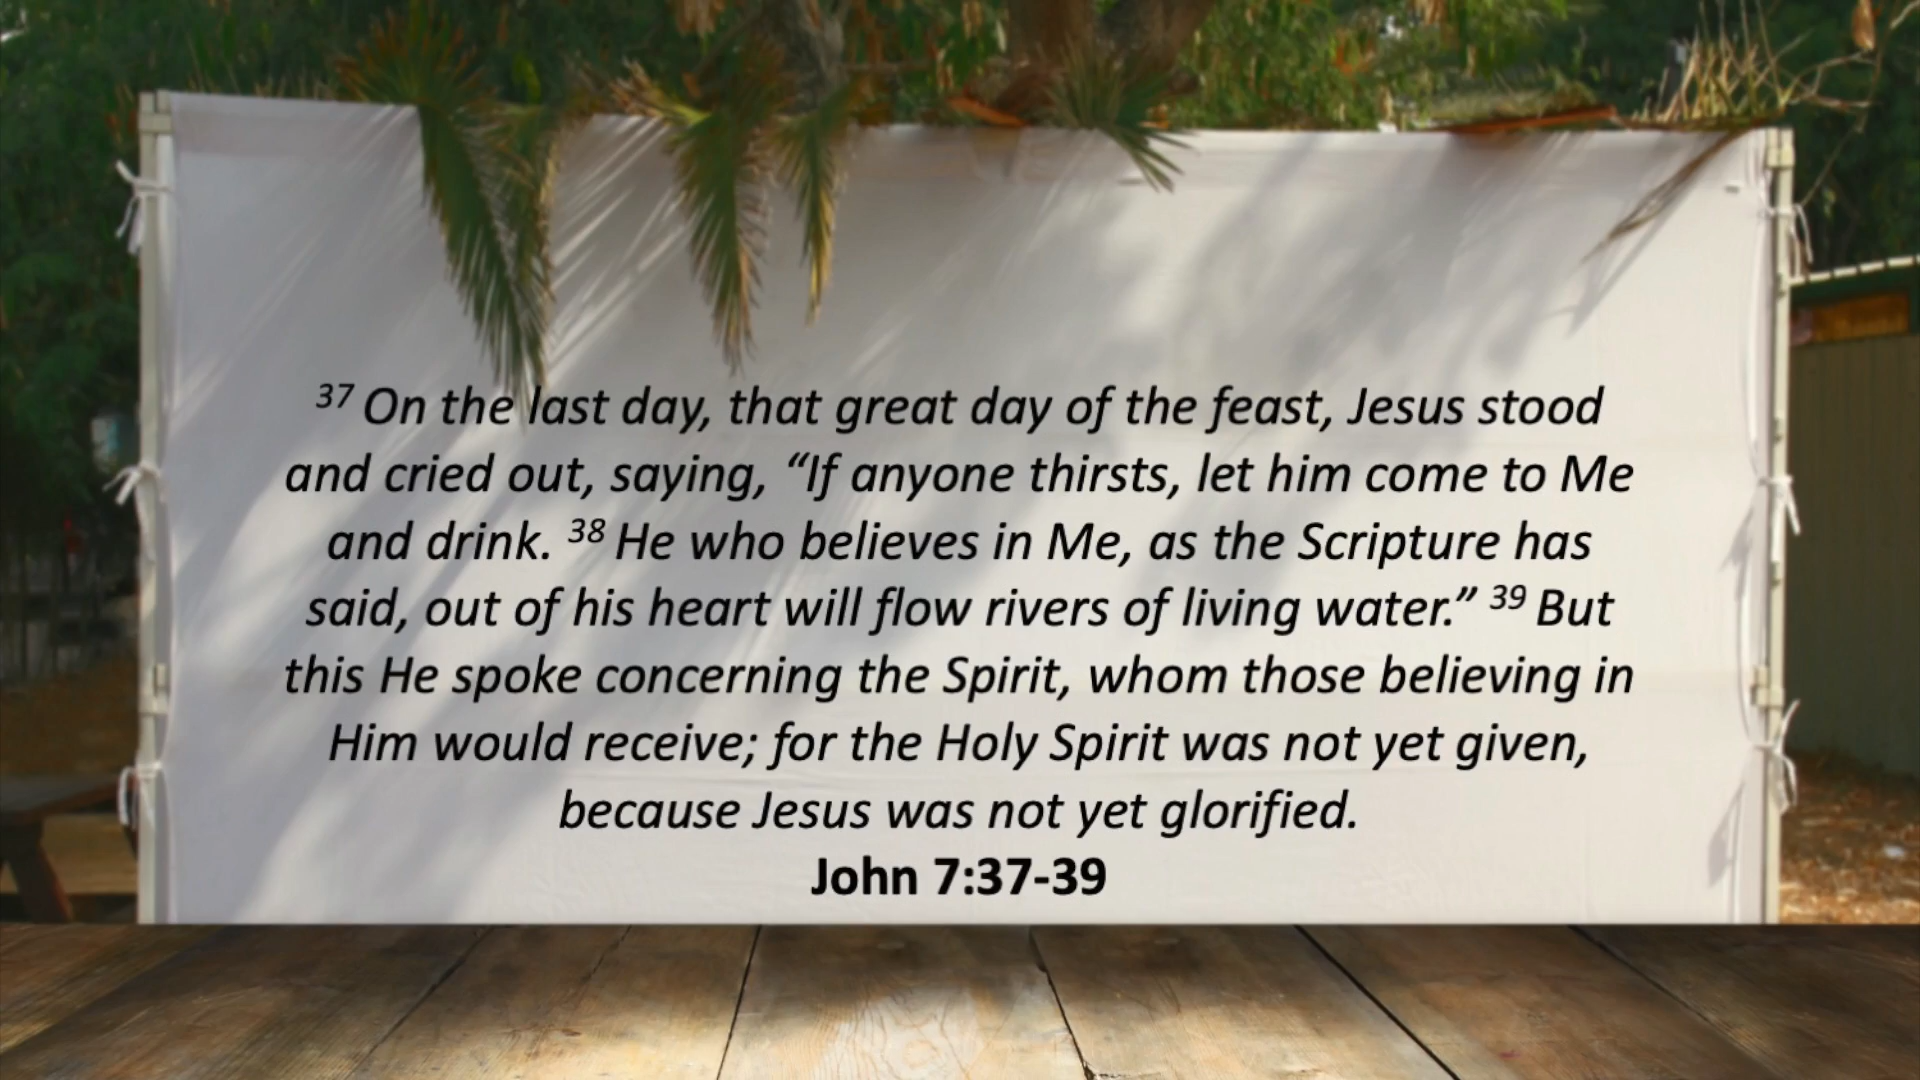 37 On the last day, that great day of the feast, Jesus stood
and cried out, saying, “If anyone thirsts, let him come to Me
and drink. 38 He who believes in Me, as the Scripture has
said, out of his heart will flow rivers of living water.” 39 But
this He spoke concerning the Spirit, whom those believing in
Him would receive; for the Holy Spirit was not yet given,
because Jesus was not yet glorified.
John 7:37-39